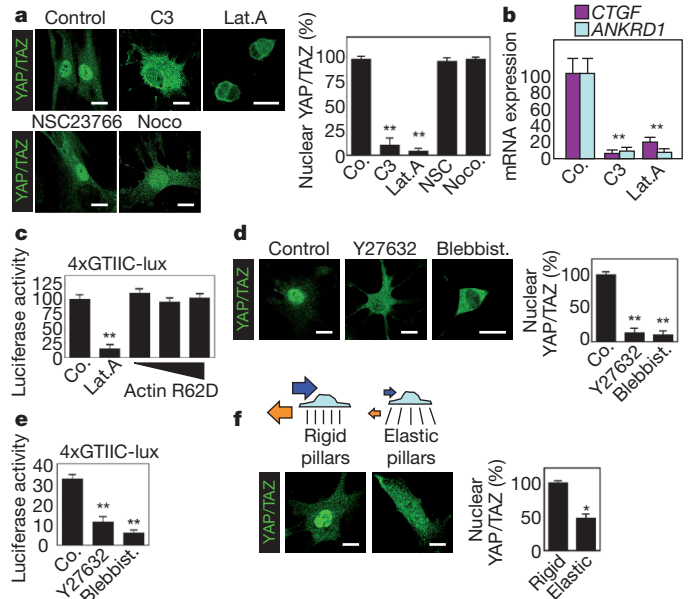 a
Control
C3
Lat.A
YAP/TAZ
NSC23766
Noco
YAP/TAZ
Nuclear YAP/TAZ (%)
100
75
50
25
0
**
**
Co.
C3
Lat.A
NSC
Noco.
b
CTGF
ANKRD1
mRNA expression
100
80
60
40
20
0
**
**
Co.
C3
Lat.A
c
4xGTIIC-lux
Luciferase activity
125
100
75
50
25
0
**
Co.
Lat.A
Actin R62D
d
Control
Y27632
Blebbist.
YAP/TAZ
Nuclear
YAP/TAZ (%)
100
50
0
**
**
Co.
Y27632
Blebbist.
e
4xGTIIC-lux
Luciferase activity
40
30
20
10
0
**
**
Co.
Y27632
Blebbist.
f
Rigid
pillars
Elastic
pillars
YAP/TAZ
Nuclear
YAP/TAZ (%)
100
50
0
*
Rigid
Elastic